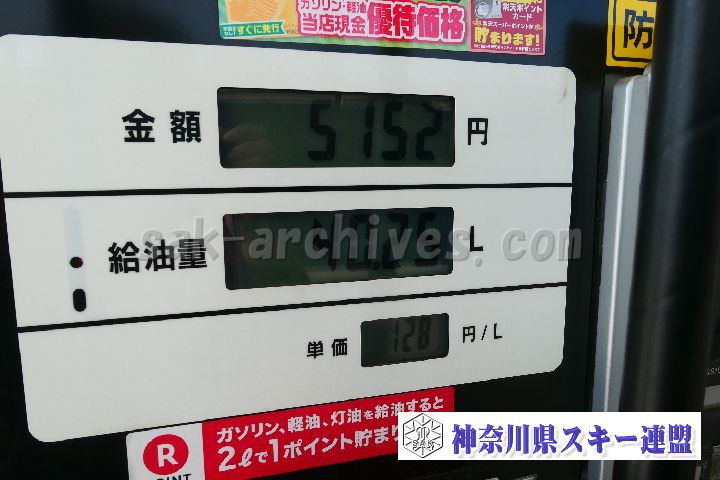 ガソリン・軽油
当店現金優待価格
すぐに発行
楽天ポイント
カード
貯まります!
防
金額 5152 円
給油量 40.26 L
sak-archives.com
単価 128 円/L
ガソリン、軽油、灯油を給油すると
R 2ℓで1ポイント貯ま
神奈川県スキー連盟